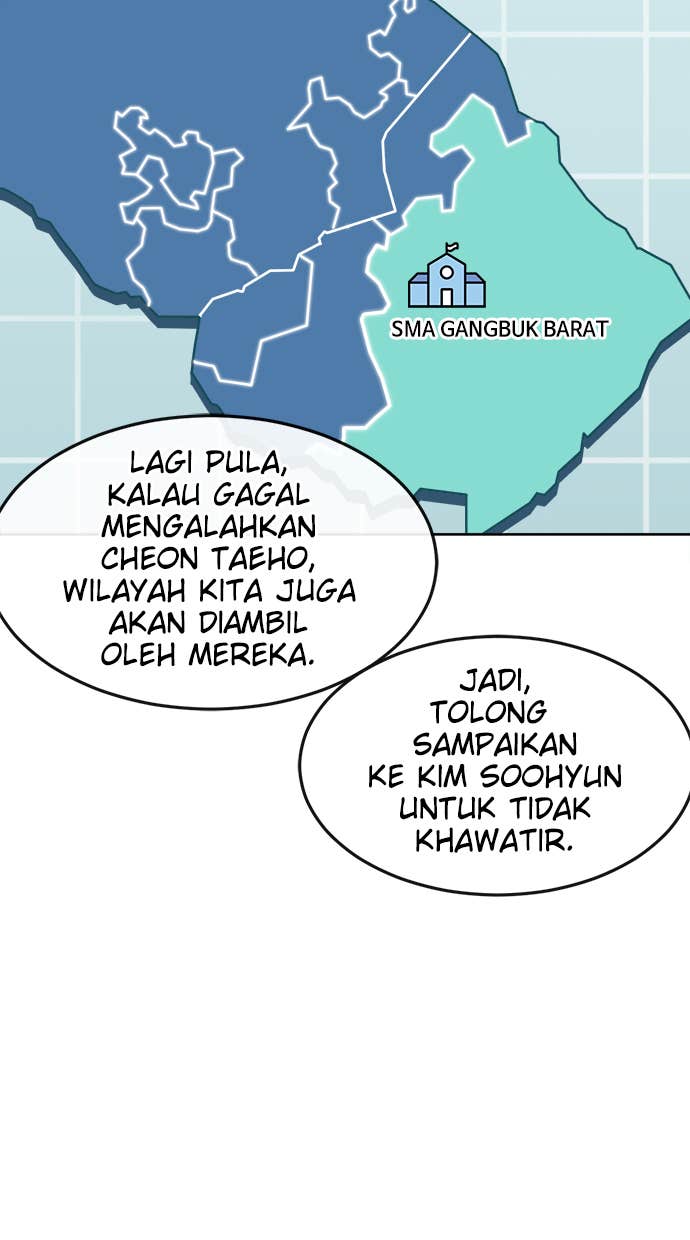 SMA GANGBUK BARAT
LAGI PULA,
KALAU GAGAL
MENGALAHKAN
CHEON TAEHO,
WILAYAH KITA JUGA
AKAN DIAMBIL
OLEH MEREKA.
JADI,
TOLONG
SAMPAIKAN
KE KIM SOOHYUN
UNTUK TIDAK
KHAWATIR.